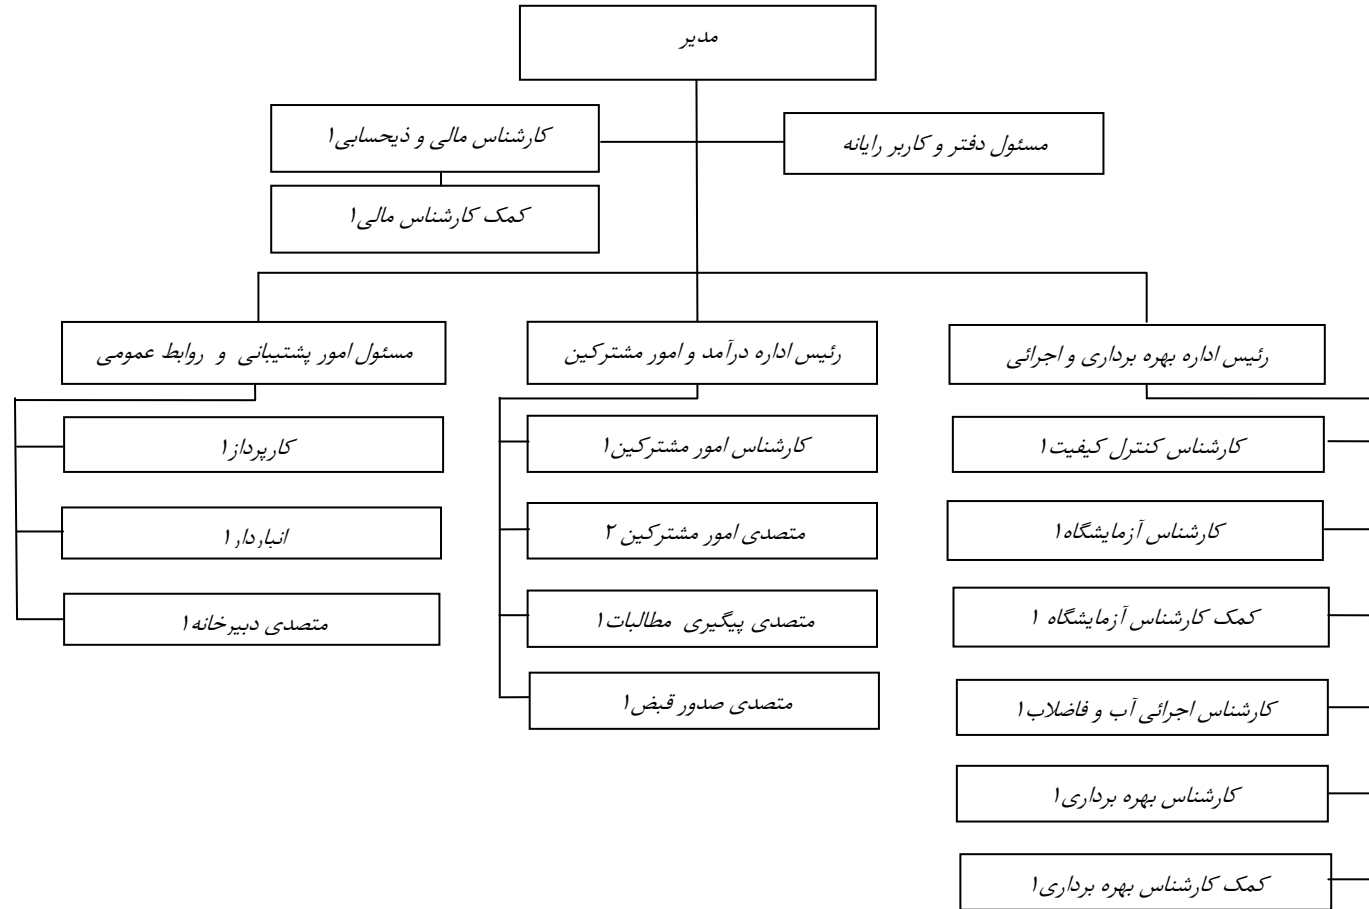 مدیر
کارشناس مالی و ذیحسابی۱
مسئول دفتر و کاربر رایانه
کمک کارشناس مالی۱
رئیس اداره بهره برداری و اجرائی
رئیس اداره درآمد و امور مشترکین
مسئول امور پشتیبانی و روابط عمومی
کارشناس کنترل کیفیت۱
کارشناس آزمایشگاه۱
کمک کارشناس آزمایشگاه ۱
کارشناس اجرائی آب و فاضلاب۱
کارشناس بهره برداری۱
کمک کارشناس بهره برداری۱
کارشناس امور مشترکین۱
متصدی امور مشترکین ۲
متصدی پیگیری مطالبات۱
متصدی صدور قبض۱
کارپرداز۱
انباردار۱
متصدی دبیرخانه۱